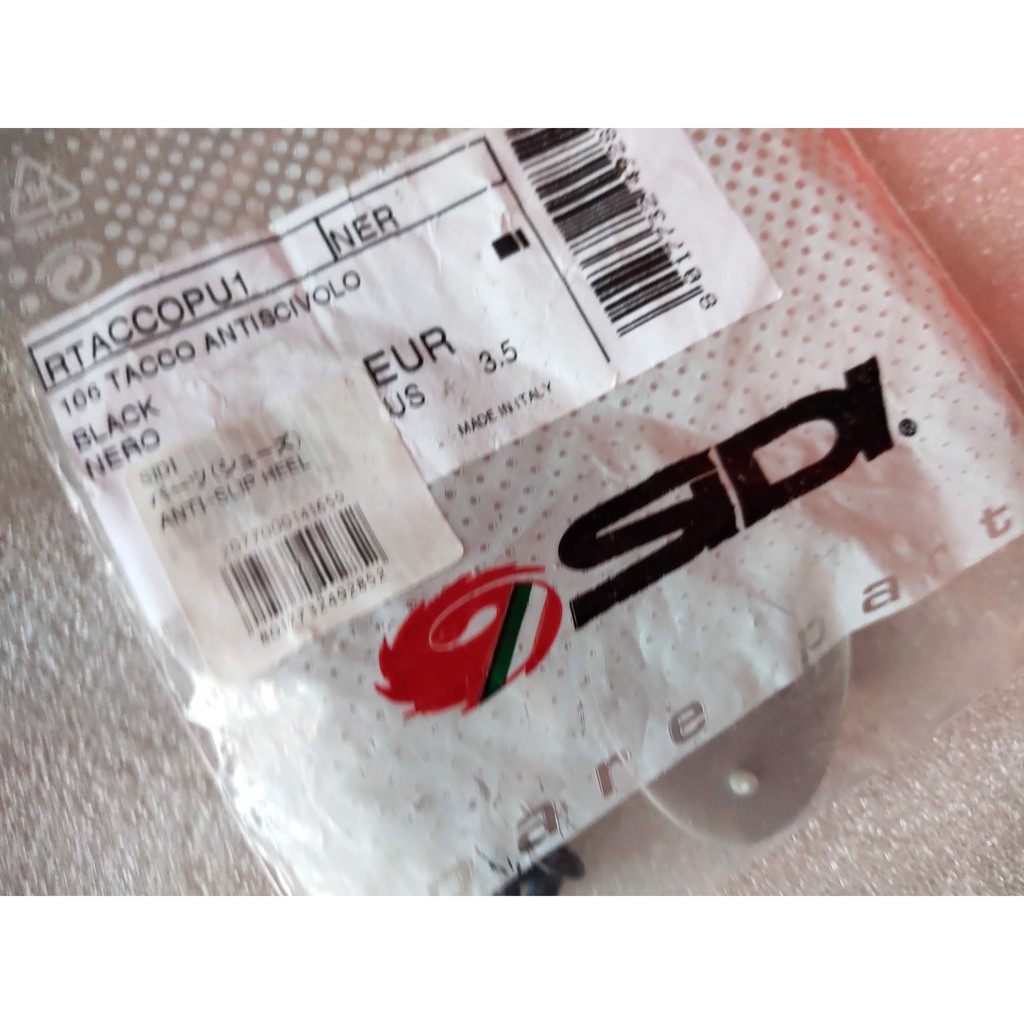 RTACCOPU1
NER
106 TACCO ANTISCIVOLO
BLACK
NERO
EUR
US 3.5
MADE IN ITALY
SIDI
パーツ(シューズ)
ANTI-SLIP HEEL
8017732492852
SIDI®
spare part